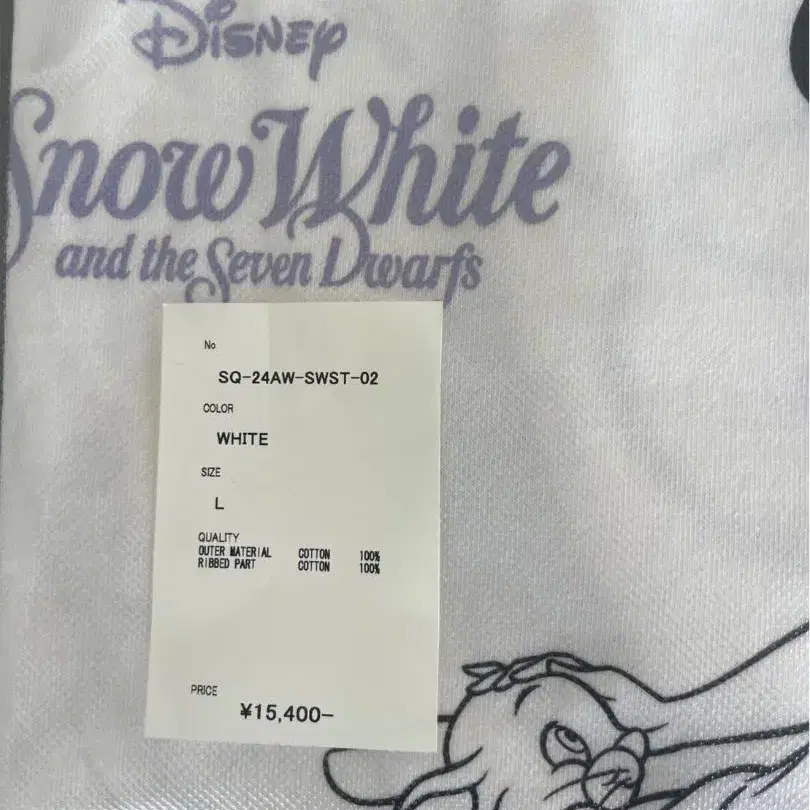 Disney
Snow White
and the Seven Dwarfs
No
SQ-24AW-SWST-02
COLOR
WHITE
SIZE
L
QUALITY
OUTER MATERIAL COTTON 100%
RIBBED PART COTTON 100%
PRICE
¥15,400-